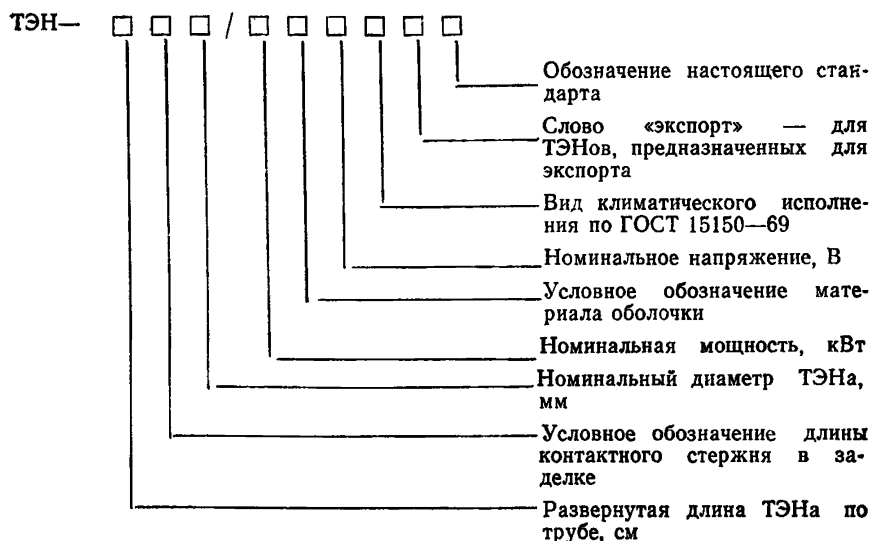 ТЭН— □ □ □ / □ □ □ □ □ □
Обозначение настоящего стан-
дарта
Слово «экспорт» — для
ТЭНов, предназначенных для
экспорта
Вид климатического исполне-
ния по ГОСТ 15150—69
Номинальное напряжение, В
Условное обозначение мате-
риала оболочки
Номинальная мощность, кВт
Номинальный диаметр ТЭНа,
мм
Условное обозначение длины
контактного стержня в за-
делке
Развернутая длина ТЭНа по
трубе, см